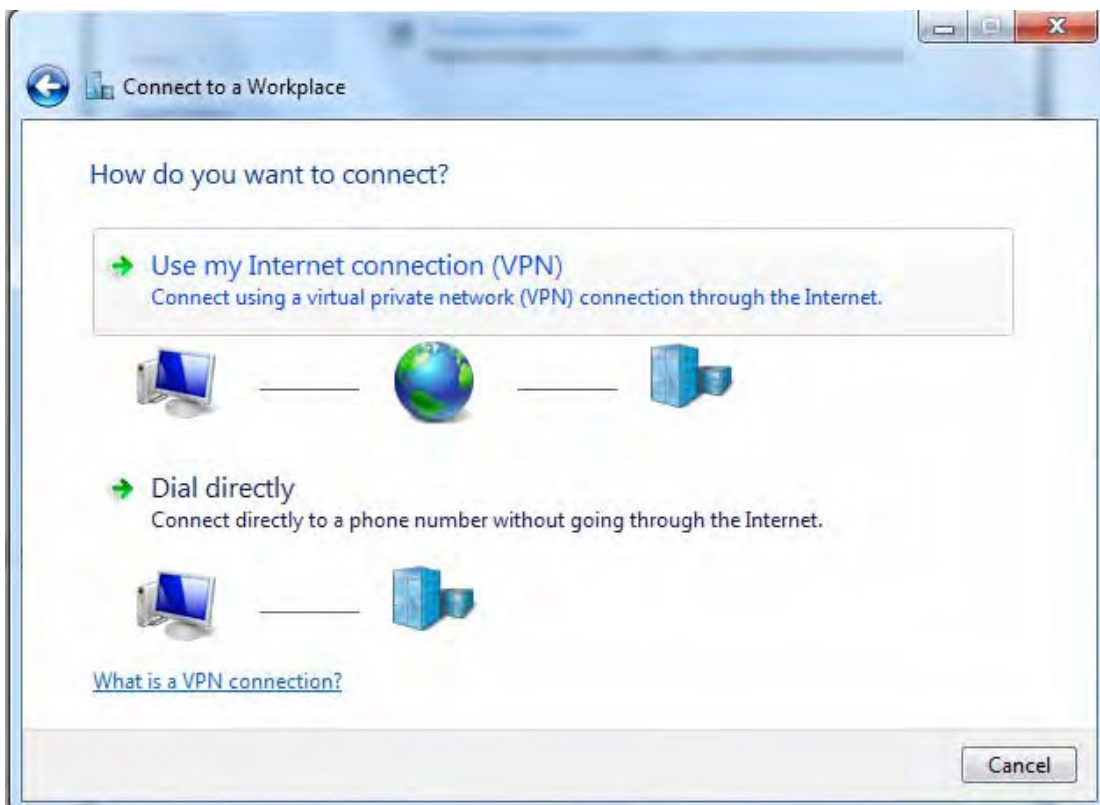 Connect to a Workplace
How do you want to connect?
Use my Internet connection (VPN)
Connect using a virtual private network (VPN) connection through the Internet.
Dial directly
Connect directly to a phone number without going through the Internet.
What is a VPN connection?
Cancel